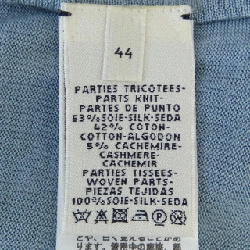 44
PARTIES TRICOTEES-
PARTS KNIT-
PARTES DE PUNTO
53% SOIE-SILK-SEDA
42% COTON-
COTTON-ALGODON
5% CACHEMIRE-
CASHMERE-
CACHEMIR
PARTIES TISSEES-
WOVEN PARTS-
PIEZAS TEJIDAS
100% SOIE-SILK-SEDA